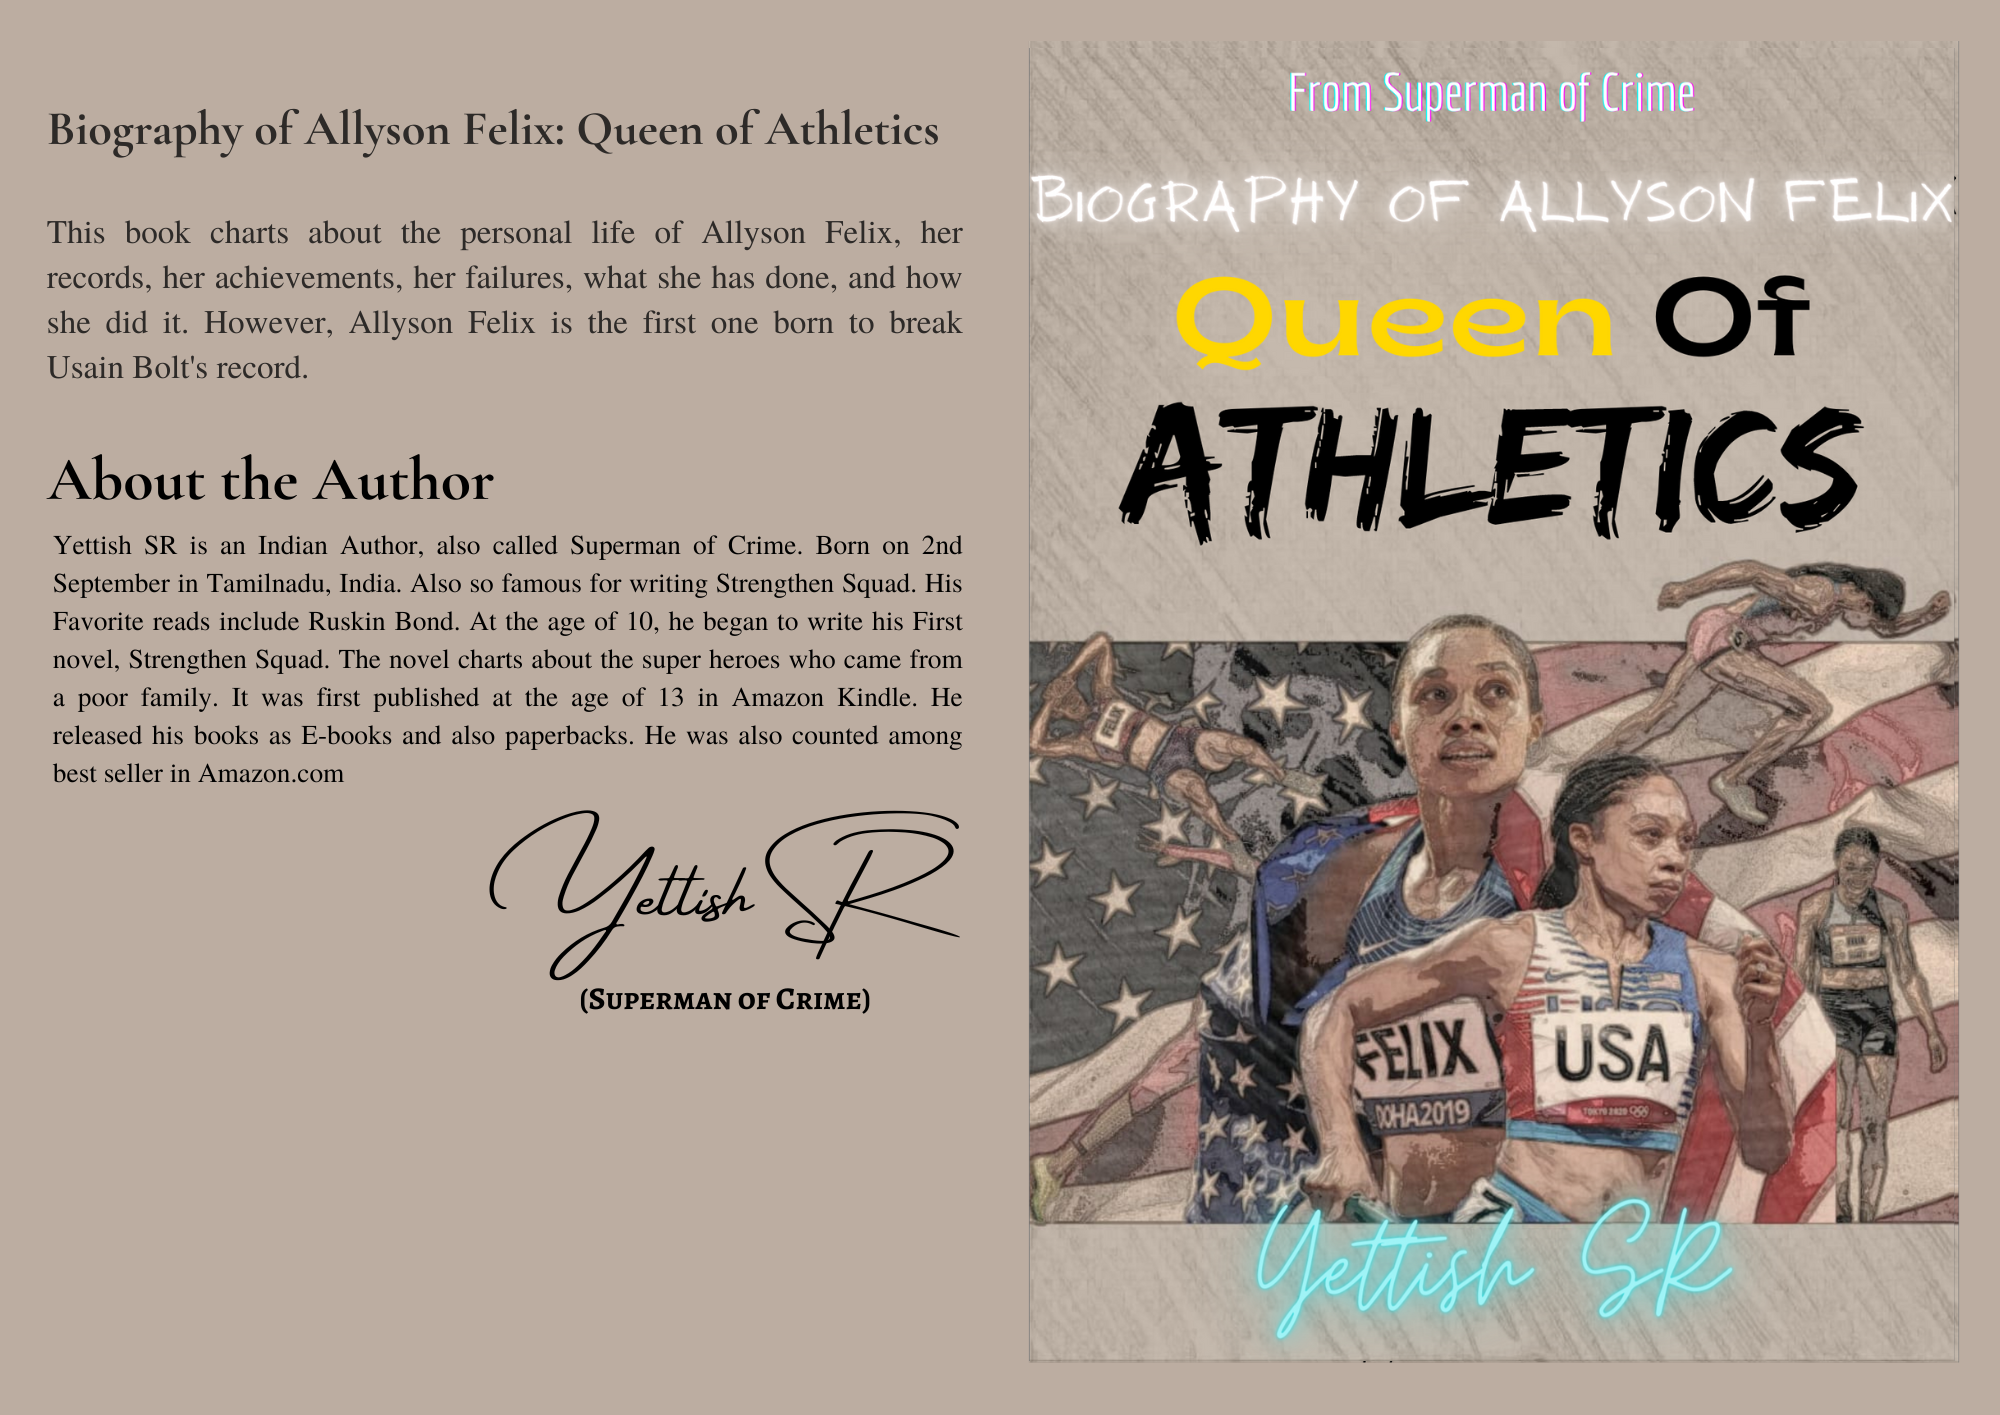 Biography of Allyson Felix: Queen of Athletics
This book charts about the personal life of Allyson Felix, her
records, her achievements, her failures, what she has done, and how
she did it. However, Allyson Felix is the first one born to break
Usain Bolt's record.
About the Author
Yettish SR is an Indian Author, also called Superman of Crime. Born on 2nd
September in Tamilnadu, India. Also so famous for writing Strengthen Squad. His
Favorite reads include Ruskin Bond. At the age of 10, he began to write his First
novel, Strengthen Squad. The novel charts about the super heroes who came from
a poor family. It was first published at the age of 13 in Amazon Kindle. He
released his books as E-books and also paperbacks. He was also counted among
best seller in Amazon.com
Yettish SR
(Superman of Crime)
From Superman of Crime
BIOGRAPHY OF ALLYSON FELIX
Queen Of
ATHLETICS
FELIX
FELIX
DOHA2019
USA
TOKYO 2020
Yettish SR